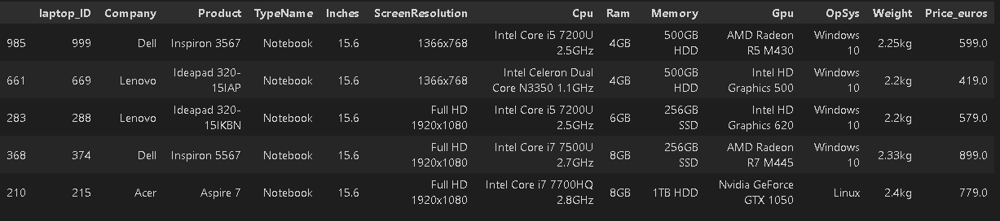 laptop_ID Company Product TypeName Inches ScreenResolution Cpu Ram Memory Gpu OpSys Weight Price_euros
985 999 Dell Inspiron 3567 Notebook 15.6 1366x768 Intel Core i5 7200U 2.5GHz 4GB 500GB HDD AMD Radeon R5 M430 Windows 10 2.25kg 599.0
661 669 Lenovo Ideapad 320-15IAP Notebook 15.6 1366x768 Intel Celeron Dual Core N3350 1.1GHz 4GB 500GB HDD Intel HD Graphics 500 Windows 10 2.2kg 419.0
283 288 Lenovo Ideapad 320-15IKBN Notebook 15.6 Full HD 1920x1080 Intel Core i5 7200U 2.5GHz 6GB 256GB SSD Intel HD Graphics 620 Windows 10 2.2kg 579.0
368 374 Dell Inspiron 5567 Notebook 15.6 Full HD 1920x1080 Intel Core i7 7500U 2.7GHz 8GB 256GB SSD AMD Radeon R7 M445 Windows 10 2.33kg 899.0
210 215 Acer Aspire 7 Notebook 15.6 Full HD 1920x1080 Intel Core i7 7700HQ 2.8GHz 8GB 1TB HDD Nvidia GeForce GTX 1050 Linux 2.4kg 779.0